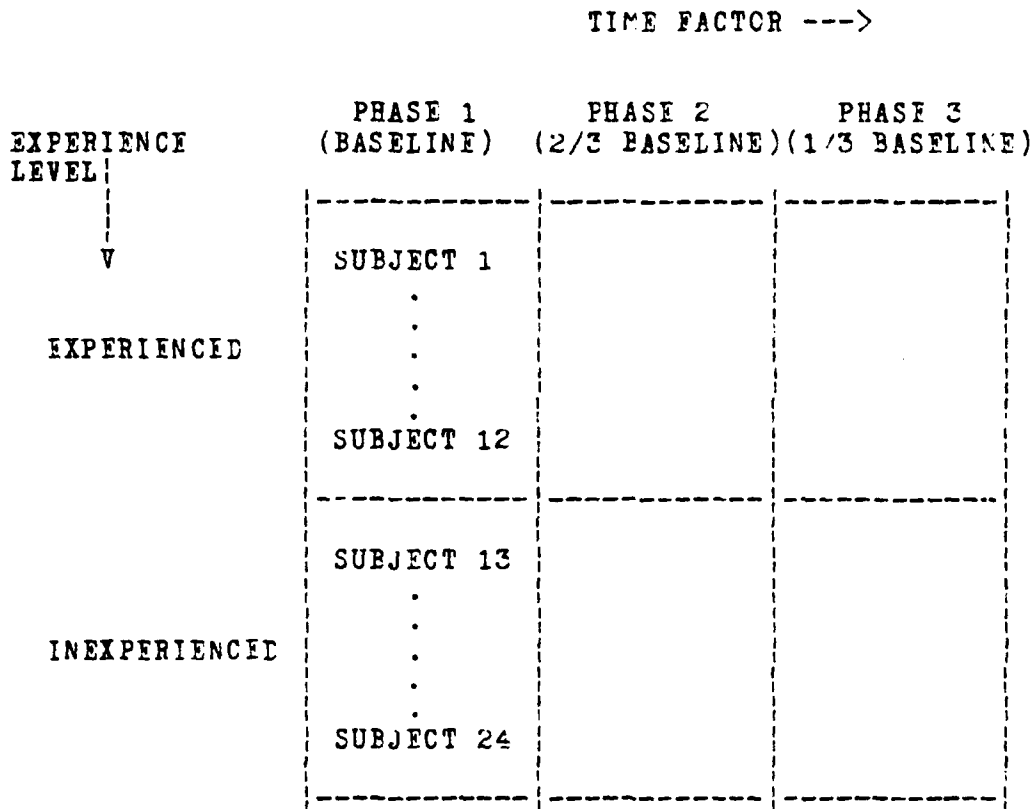 TIME FACTOR --->
PHASE 1 PHASE 2 PHASE 3
EXPERIENCE (BASELINE) (2/3 BASELINE)(1/3 BASELINE)
LEVEL
SUBJECT 1
EXPERIENCED
SUBJECT 12
SUBJECT 13
INEXPERIENCED
SUBJECT 24